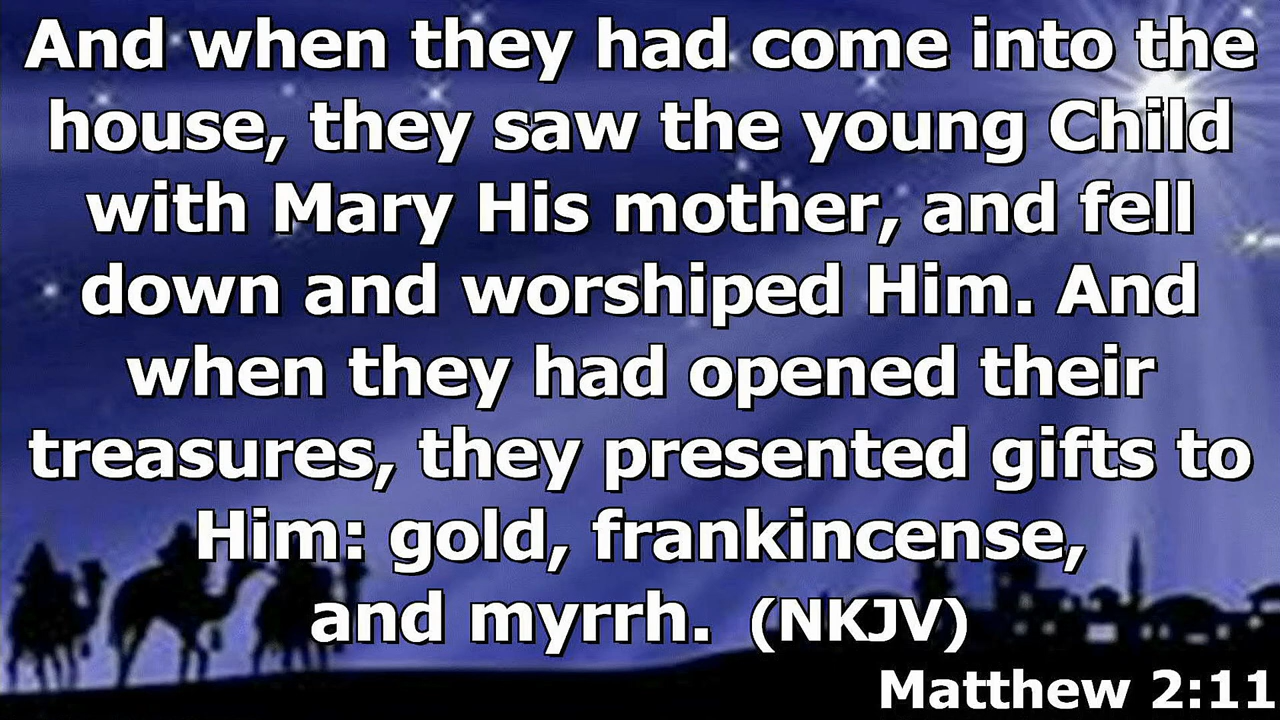 And when they had come into the
house, they saw the young Child
with Mary His mother, and fell
down and worshiped Him. And
when they had opened their
treasures, they presented gifts to
Him: gold, frankincense,
and myrrh. (NKJV)
Matthew 2:11